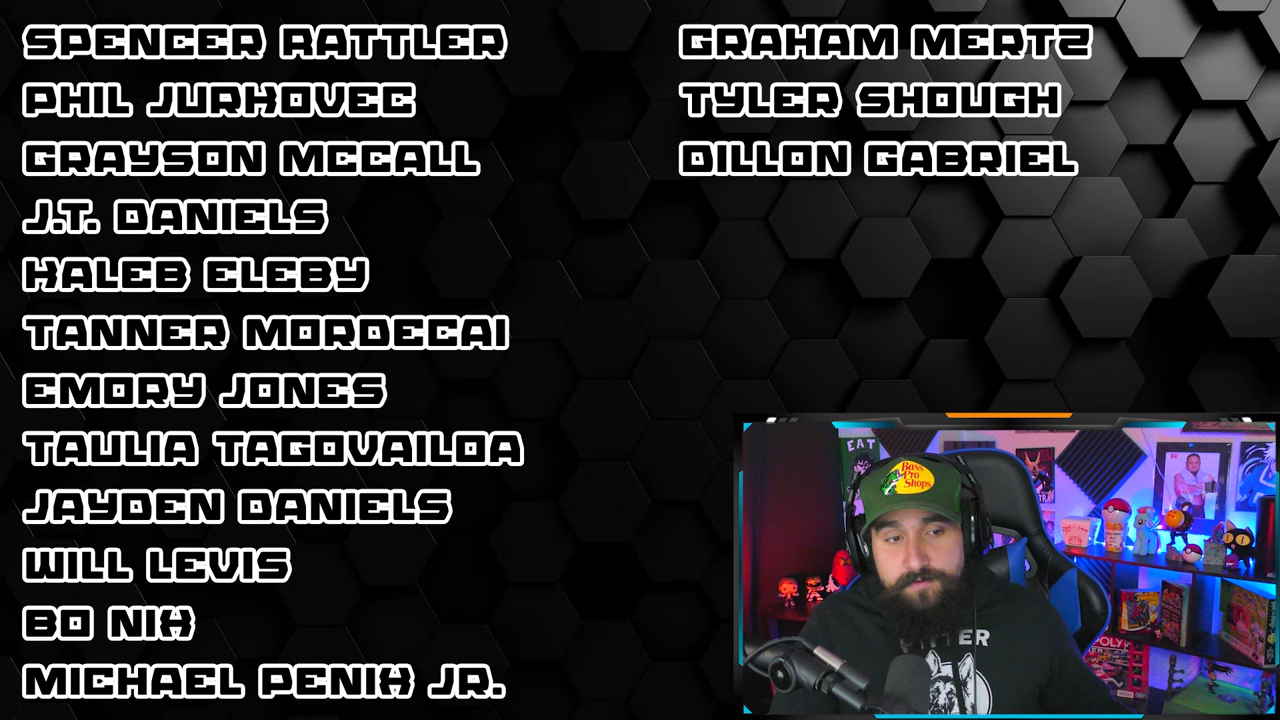 SPENCER RATTLER
PHIL JURKOVEC
GRAYSON MCCALL
J.T. DANIELS
KALEB ELEBY
TANNER MORDECAI
EMORY JONES
TAULIA TAGOVAILOA
JAYDEN DANIELS
WILL LEVIS
BO NIX
MICHAEL PENIX JR.
GRAHAM MERTZ
TYLER SHOUGH
DILLON GABRIEL
EAT
Bass
Pro
Shops